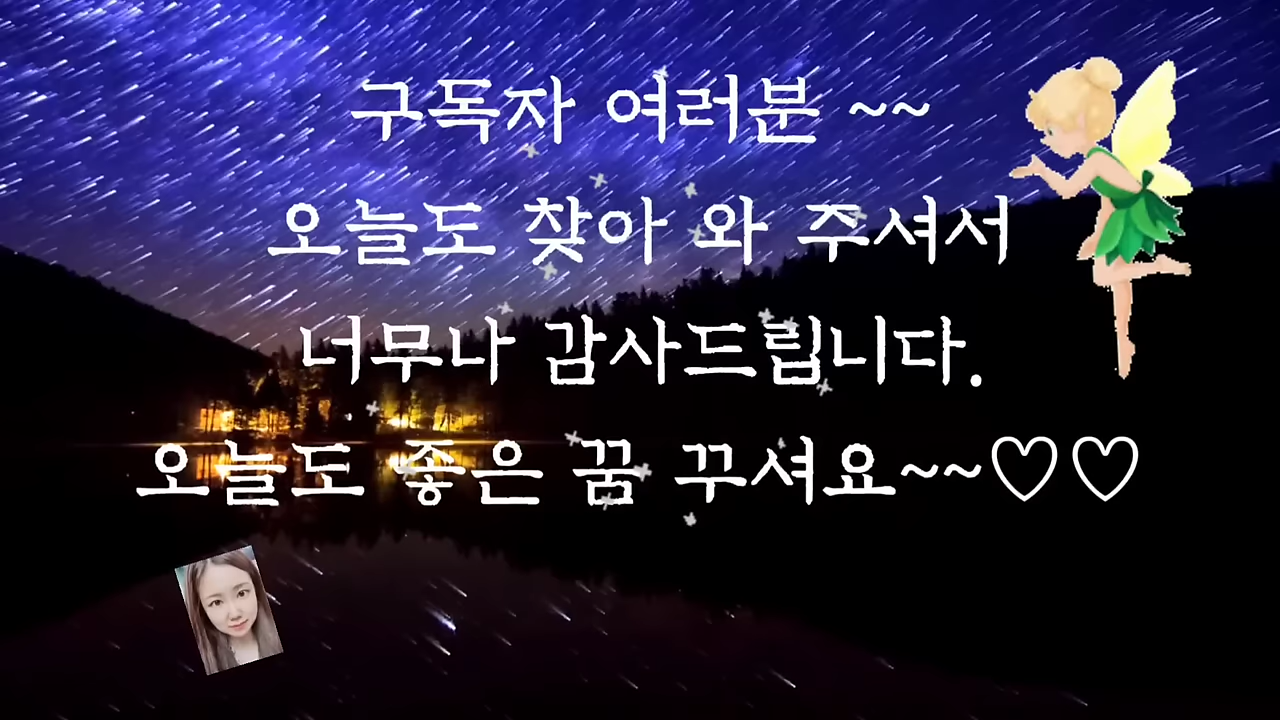 구독자 여러분 ~~
오늘도 찾아 와 주셔서
너무나 감사드립니다.
오늘도 좋은 꿈 꾸셔요~~♡♡